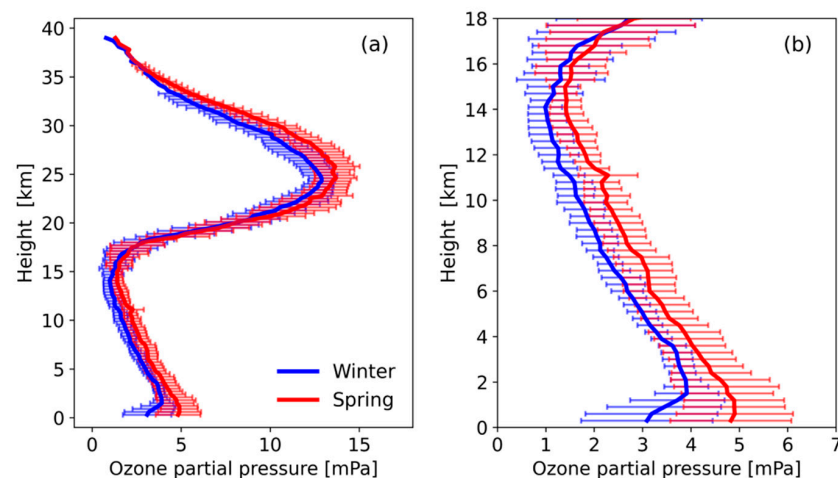 (a)
40
35
30
25
20
15
10
5
0
Height [km]
0 5 10 15
Ozone partial pressure [mPa]
Winter
Spring
(b)
18
16
14
12
10
8
6
4
2
0
Height [km]
0 1 2 3 4 5 6 7
Ozone partial pressure [mPa]